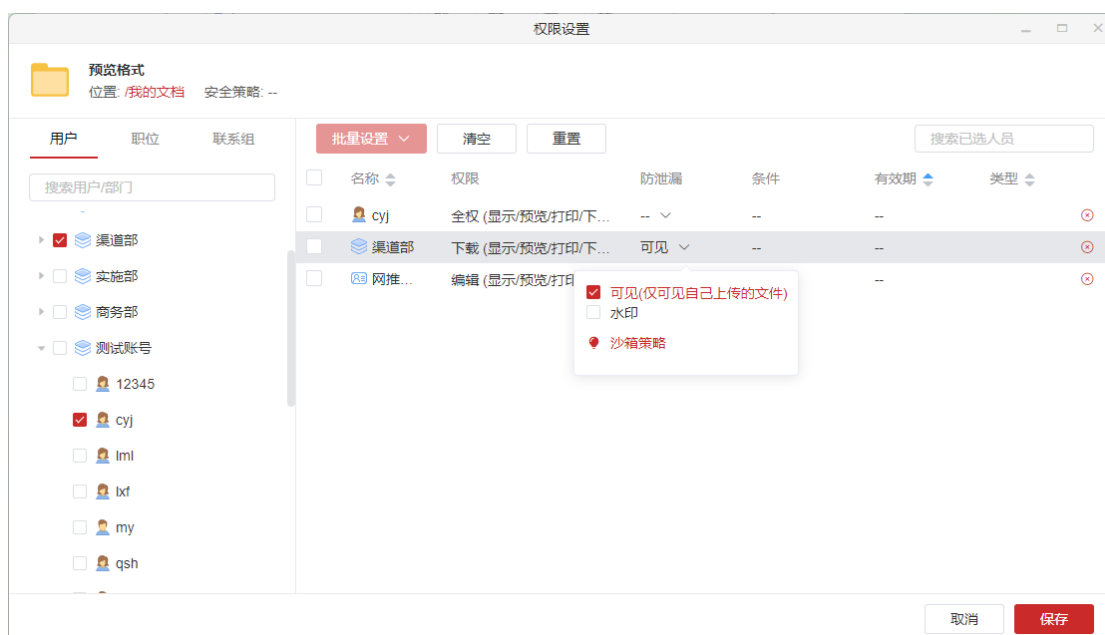 权限设置
预览格式
位置: /我的文档 安全策略: --
用户 职位 联系组
批量设置 清空 重置 搜索已选人员
搜索用户/部门
名称 权限 防泄漏 条件 有效期 类型
cyj 全权 (显示/预览/打印/下... -- -- --
渠道部 下载 (显示/预览/打印/下... 可见 -- --
网推... 编辑 (显示/预览/打印 --
可见(仅可见自己上传的文件)
水印
沙箱策略
渠道部
实施部
商务部
测试账号
12345
cyj
lml
lxf
my
qsh
取消 保存